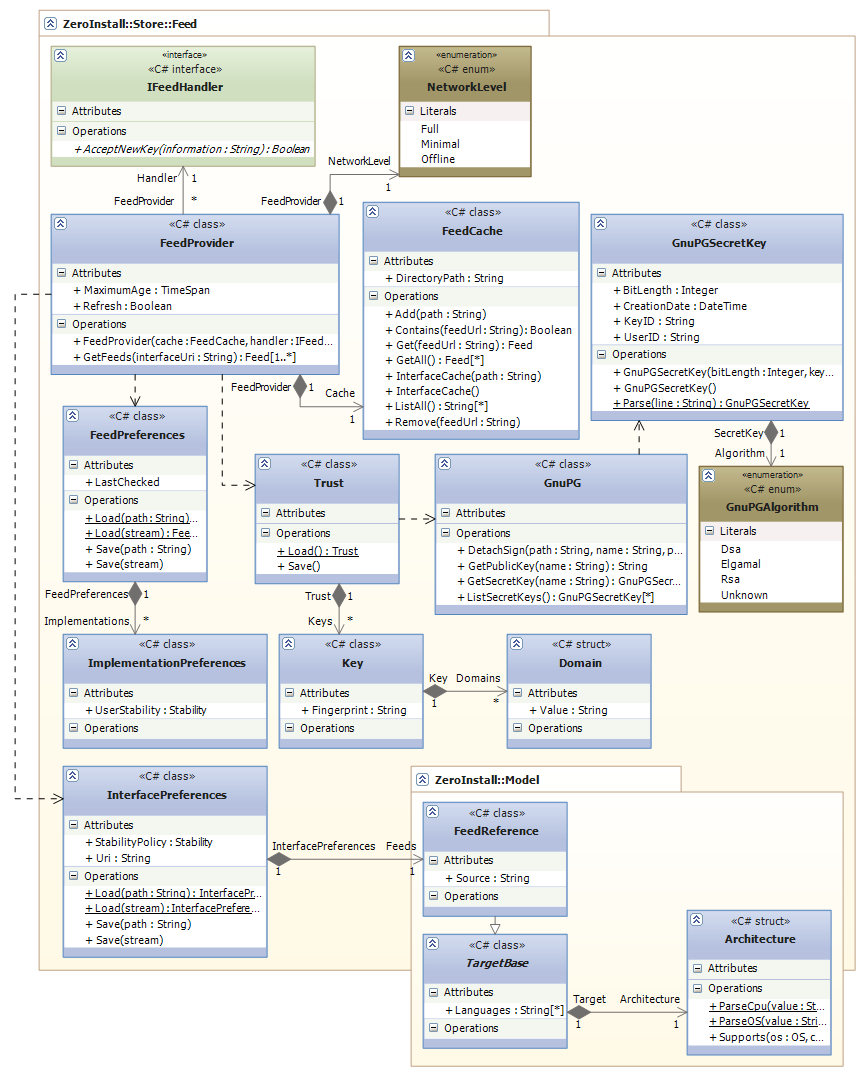 ZeroInstall::Store::Feed
«interface»
«C# interface»
IFeedHandler
Attributes
Operations
+ AcceptNewKey(information : String) : Boolean
«enumeration»
«C# enum»
NetworkLevel
Literals
Full
Minimal
Offline
Handler
1
FeedProvider
*
NetworkLevel
1
FeedProvider
1
«C# class»
FeedProvider
Attributes
+ MaximumAge : TimeSpan
+ Refresh : Boolean
Operations
+ FeedProvider(cache : FeedCache, handler : IFeed...
+ GetFeeds(interfaceUri : String) : Feed[1..*]
«C# class»
FeedCache
Attributes
+ DirectoryPath : String
Operations
+ Add(path : String)
+ Contains(feedUrl : String) : Boolean
+ Get(feedUrl : String) : Feed
+ GetAll() : Feed[*]
+ InterfaceCache(path : String)
+ InterfaceCache()
+ ListAll() : String[*]
+ Remove(feedUrl : String)
«C# class»
GnuPGSecretKey
Attributes
+ BitLength : Integer
+ CreationDate : DateTime
+ KeyID : String
+ UserID : String
Operations
+ GnuPGSecretKey(bitLength : Integer, key...
+ GnuPGSecretKey()
+ Parse(line : String) : GnuPGSecretKey
FeedProvider
1
Cache
1
SecretKey
1
Algorithm
1
«C# class»
FeedPreferences
Attributes
+ LastChecked
Operations
+ Load(path : String)...
+ Load(stream) : Fee...
+ Save(path : String)
+ Save(stream)
«C# class»
Trust
Attributes
Operations
+ Load() : Trust
+ Save()
«C# class»
GnuPG
Attributes
Operations
+ DetachSign(path : String, name : String, p...
+ GetPublicKey(name : String) : String
+ GetSecretKey(name : String) : GnuPGSecr...
+ ListSecretKeys() : GnuPGSecretKey[*]
«enumeration»
«C# enum»
GnuPGAlgorithm
Literals
Dsa
Elgamal
Rsa
Unknown
FeedPreferences
1
Implementations
*
Trust
1
Keys
*
«C# class»
ImplementationPreferences
Attributes
+ UserStability : Stability
Operations
«C# class»
Key
Attributes
+ Fingerprint : String
Operations
Key
Domains
1
*
«C# struct»
Domain
Attributes
+ Value : String
Operations
«C# class»
InterfacePreferences
Attributes
+ StabilityPolicy : Stability
+ Uri : String
Operations
+ Load(path : String) : InterfacePr...
+ Load(stream) : InterfacePrefere...
+ Save(path : String)
+ Save(stream)
InterfacePreferences
Feeds
1
1
ZeroInstall::Model
«C# class»
FeedReference
Attributes
+ Source : String
Operations
«C# class»
TargetBase
Attributes
+ Languages : String[*]
Operations
Target
Architecture
1
1
«C# struct»
Architecture
Attributes
Operations
+ ParseCpu(value : St...
+ ParseOS(value : Stri...
+ Supports(os : OS, c...